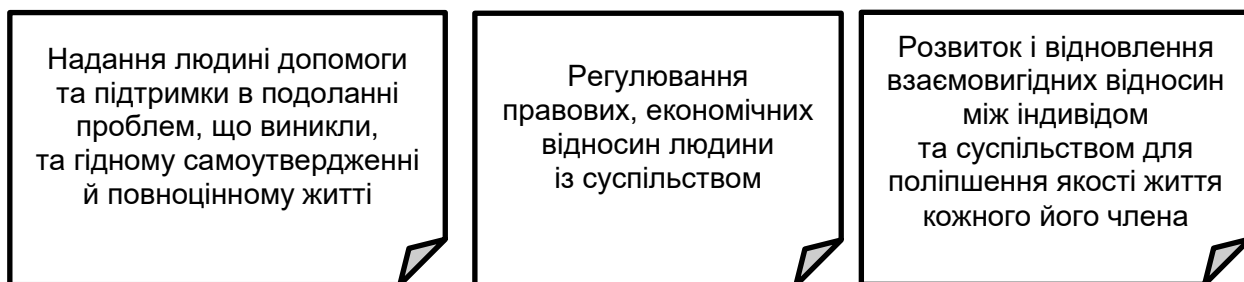 Надання людині допомоги
та підтримки в подоланні
проблем, що виникли,
та гідному самоутвердженні
й повноцінному житті
Регулювання
правових, економічних
відносин людини
із суспільством
Розвиток і відновлення
взаємовигідних відносин
між індивідом
та суспільством для
поліпшення якості життя
кожного його члена